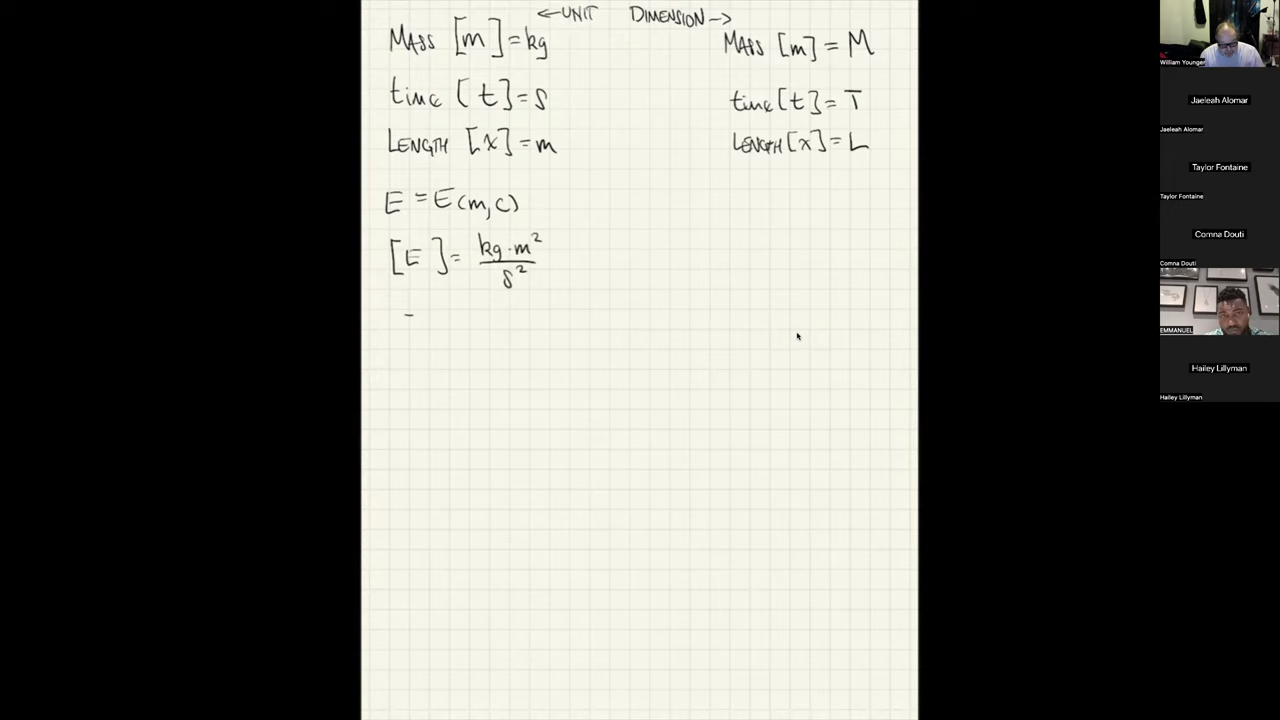 ← UNIT DIMENSION →
MASS [m] = kg MASS [m] = M
time [t] = s time [t] = T
LENGTH [x] = m LENGTH [x] = L
E = E(m,c)
[E] = kg·m² / s²
-
William Younger
Jaeleah Alomar
Jaeleah Alomar
Taylor Fontaine
Taylor Fontaine
Comna Douti
Comna Douti
EMMANUEL
Hailey Lillyman
Hailey Lillyman